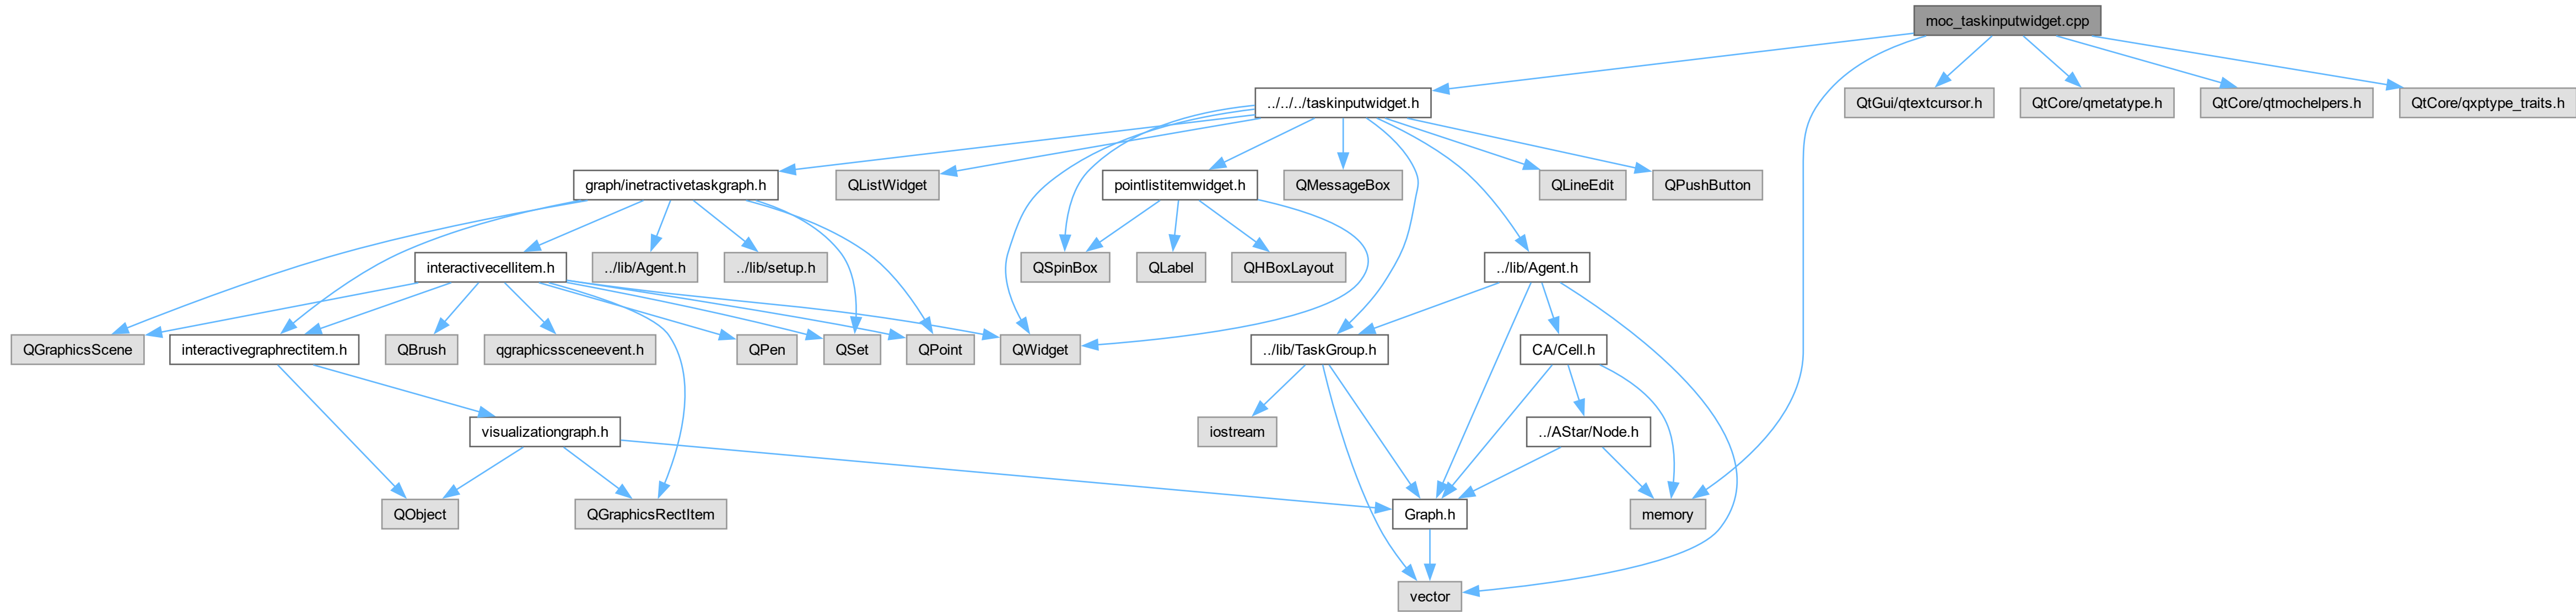 moc_taskinputwidget.cpp
../../../taskinputwidget.h
QtGui/qtextcursor.h
QtCore/qmetatype.h
QtCore/qtmochelpers.h
QtCore/qxptype_traits.h
graph/inetractivetaskgraph.h
QListWidget
pointlistitemwidget.h
QMessageBox
QLineEdit
QPushButton
interactivecellitem.h
../lib/Agent.h
../lib/setup.h
QSpinBox
QLabel
QHBoxLayout
../lib/Agent.h
QGraphicsScene
interactivegraphrectitem.h
QBrush
qgraphicssceneevent.h
QPen
QSet
QPoint
QWidget
../lib/TaskGroup.h
CA/Cell.h
visualizationgraph.h
iostream
../AStar/Node.h
QObject
QGraphicsRectItem
Graph.h
memory
vector